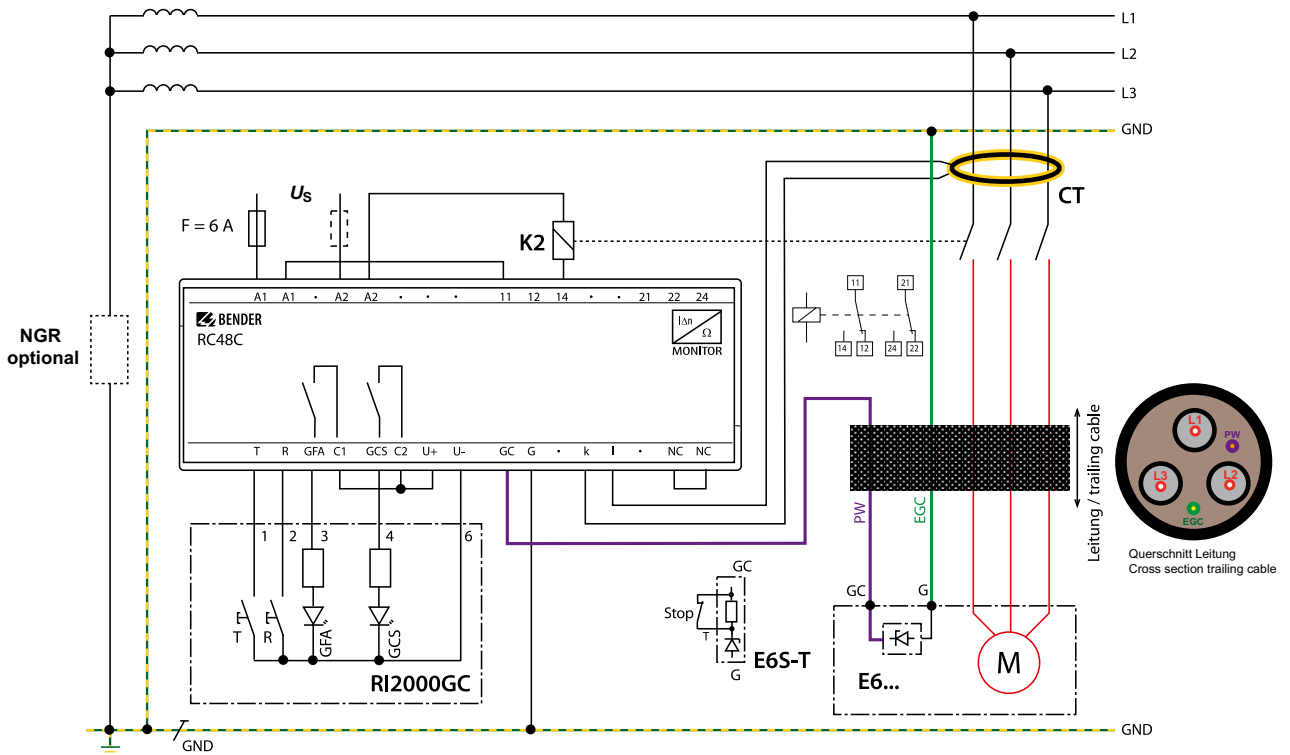 L1
L2
L3
GND
CT
US
F = 6 A
K2
A1 A1 · A2 A2 · · · 11 12 14 · · 21 22 24
BENDER
RC48C
I∆n
Ω
MONITOR
11 21
14 12 24 22
NGR
optional
T R GFA C1 GCS C2 U+ U- GC G · k l · NC NC
1 2 3 4 6
T R GFA GCS
RI2000GC
GC
Stop
T
G
E6S-T
PW
EGC
GC G
E6...
M
Leitung / trailing cable
L1
PW
L3
L2
EGC
Querschnitt Leitung
Cross section trailing cable
GND
GND